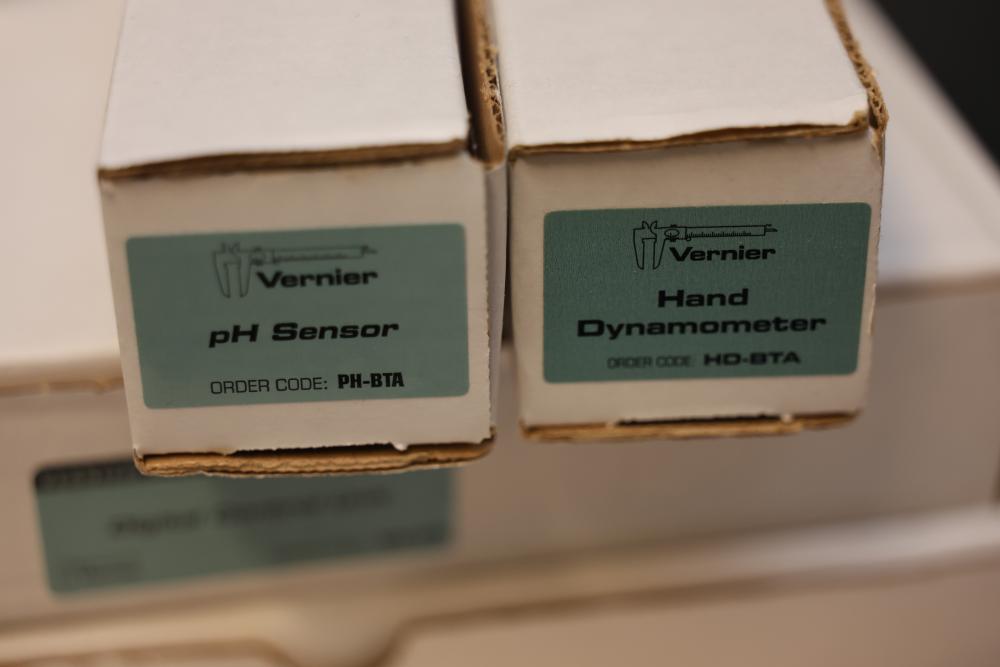 Vernier
pH Sensor
ORDER CODE: PH-BTA
Vernier
Hand
Dynamometer
ORDER CODE: HD-BTA